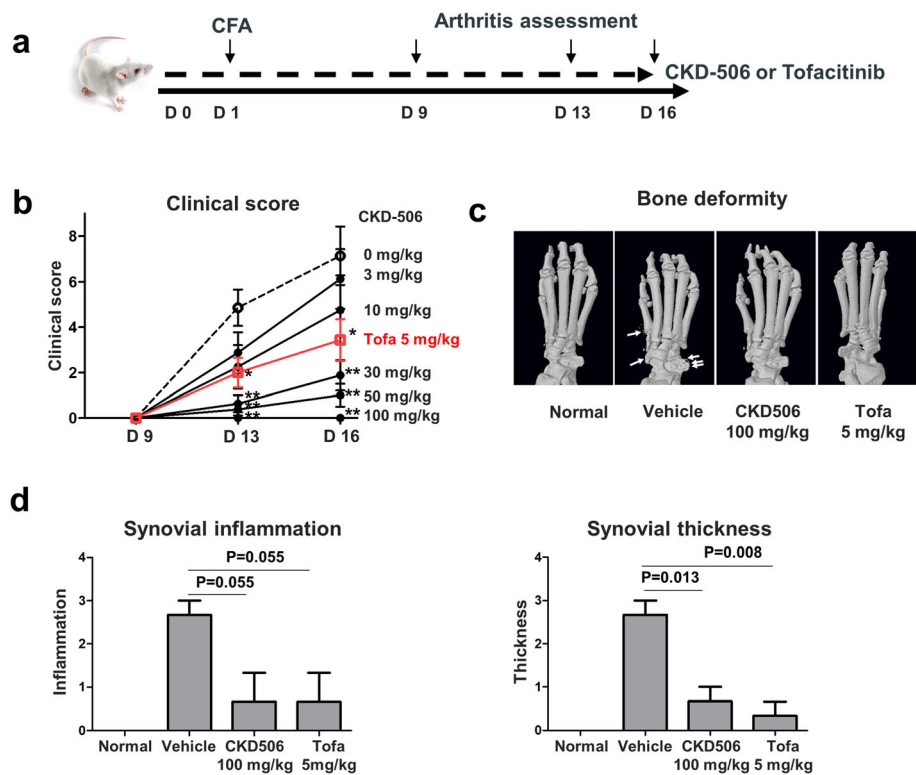 a
CFA
Arthritis assessment
CKD-506 or Tofacitinib
D 0
D 1
D 9
D 13
D 16
b
Clinical score
CKD-506
Clinical score
8
6
4
2
0
0 mg/kg
3 mg/kg
10 mg/kg
* Tofa 5 mg/kg
*
** 30 mg/kg
** 50 mg/kg
** 100 mg/kg
**
**
**
D 9
D 13
D 16
c
Bone deformity
Normal
Vehicle
CKD506
100 mg/kg
Tofa
5 mg/kg
d
Synovial inflammation
Inflammation
4
3
2
1
0
P=0.055
P=0.055
Normal
Vehicle
CKD506
100 mg/kg
Tofa
5mg/kg
Synovial thickness
Thickness
4
3
2
1
0
P=0.008
P=0.013
Normal
Vehicle
CKD506
100 mg/kg
Tofa
5 mg/kg